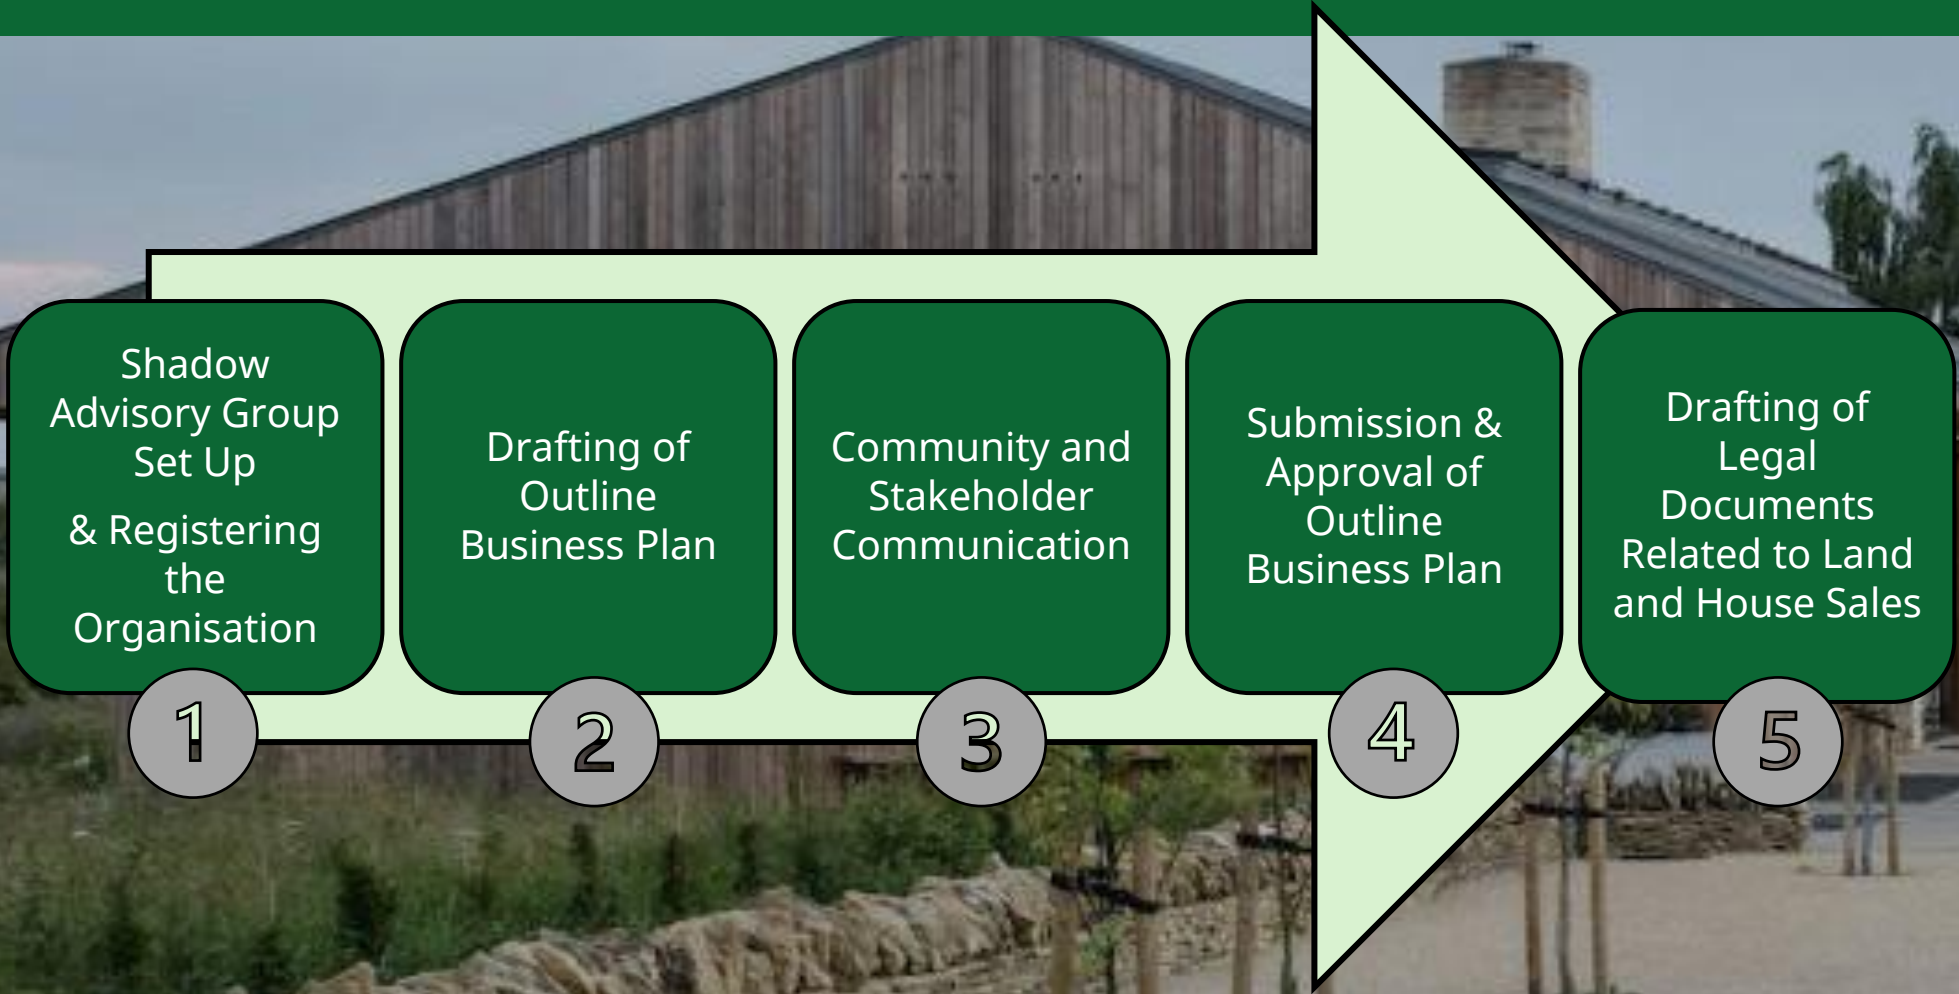 Shadow
Advisory Group
Set Up
& Registering
the
Organisation
1
Drafting of
Outline
Business Plan
2
Community and
Stakeholder
Communication
3
Submission &
Approval of
Outline
Business Plan
4
Drafting of
Legal
Documents
Related to Land
and House Sales
5